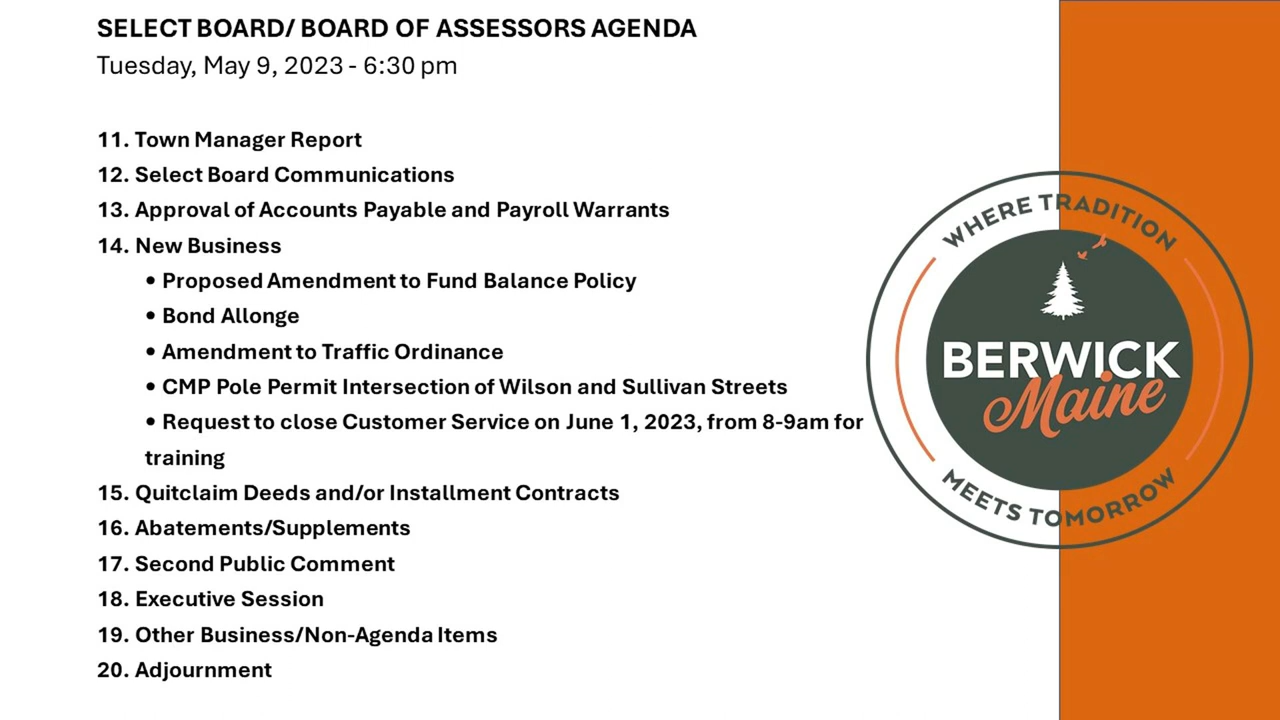 SELECT BOARD/ BOARD OF ASSESSORS AGENDA
Tuesday, May 9, 2023 - 6:30 pm
11. Town Manager Report
12. Select Board Communications
13. Approval of Accounts Payable and Payroll Warrants
14. New Business
• Proposed Amendment to Fund Balance Policy
• Bond Allonge
• Amendment to Traffic Ordinance
• CMP Pole Permit Intersection of Wilson and Sullivan Streets
• Request to close Customer Service on June 1, 2023, from 8-9am for
training
15. Quitclaim Deeds and/or Installment Contracts
16. Abatements/Supplements
17. Second Public Comment
18. Executive Session
19. Other Business/Non-Agenda Items
20. Adjournment
WHERE TRADITION
BERWICK
Maine
MEETS TOMORROW